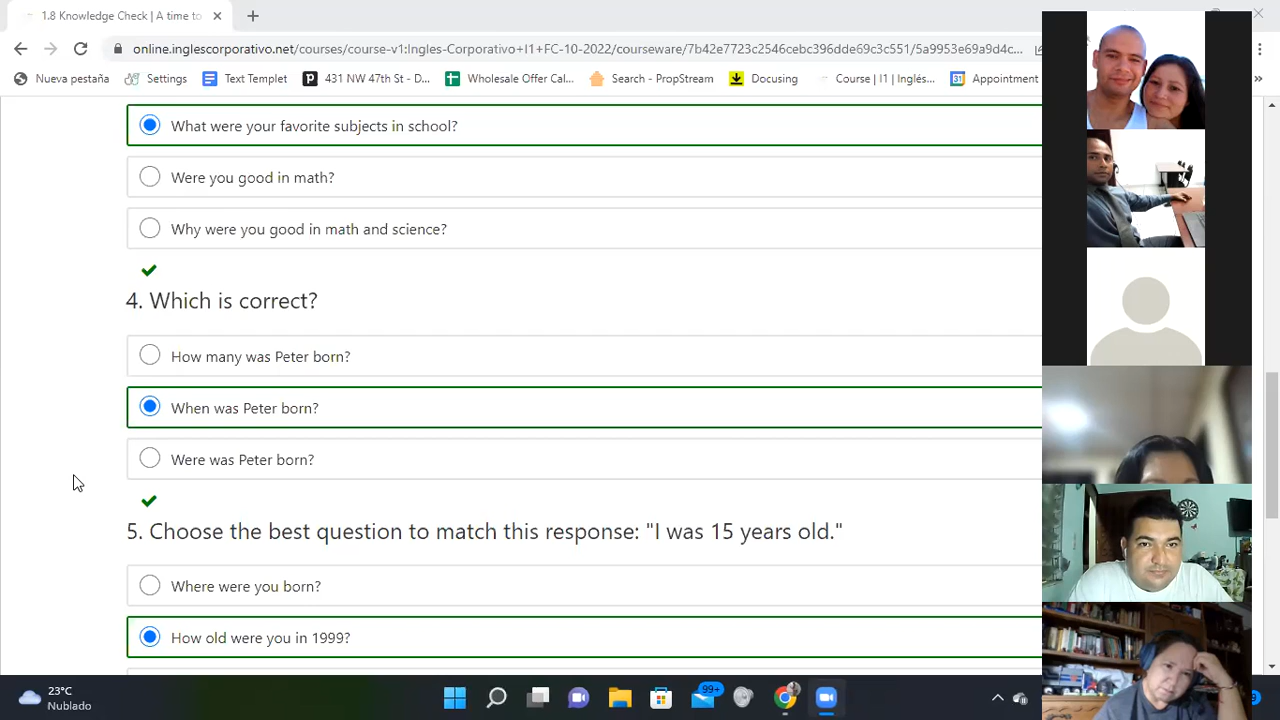 1.8 Knowledge Check | A time to
online.inglescorporativo.net/courses/course-v1:Ingles-Corporativo+I1+FC-10-2022/courseware/7b42e7723c2546cebc396dde69c3c551/5a9953e69a9d4c...
Nueva pestaña Settings Text Templet 431 NW 47th St - D... Wholesale Offer Cal... Search - PropStream Docusing Course | I1 | Ingles... Appointment »
What were your favorite subjects in school?
Were you good in math?
Why were you good in math and science?
4. Which is correct?
How many was Peter born?
When was Peter born?
Were was Peter born?
5. Choose the best question to match this response: "I was 15 years old."
Where were you born?
How old were you in 1999?
23°C
Nublado
99+